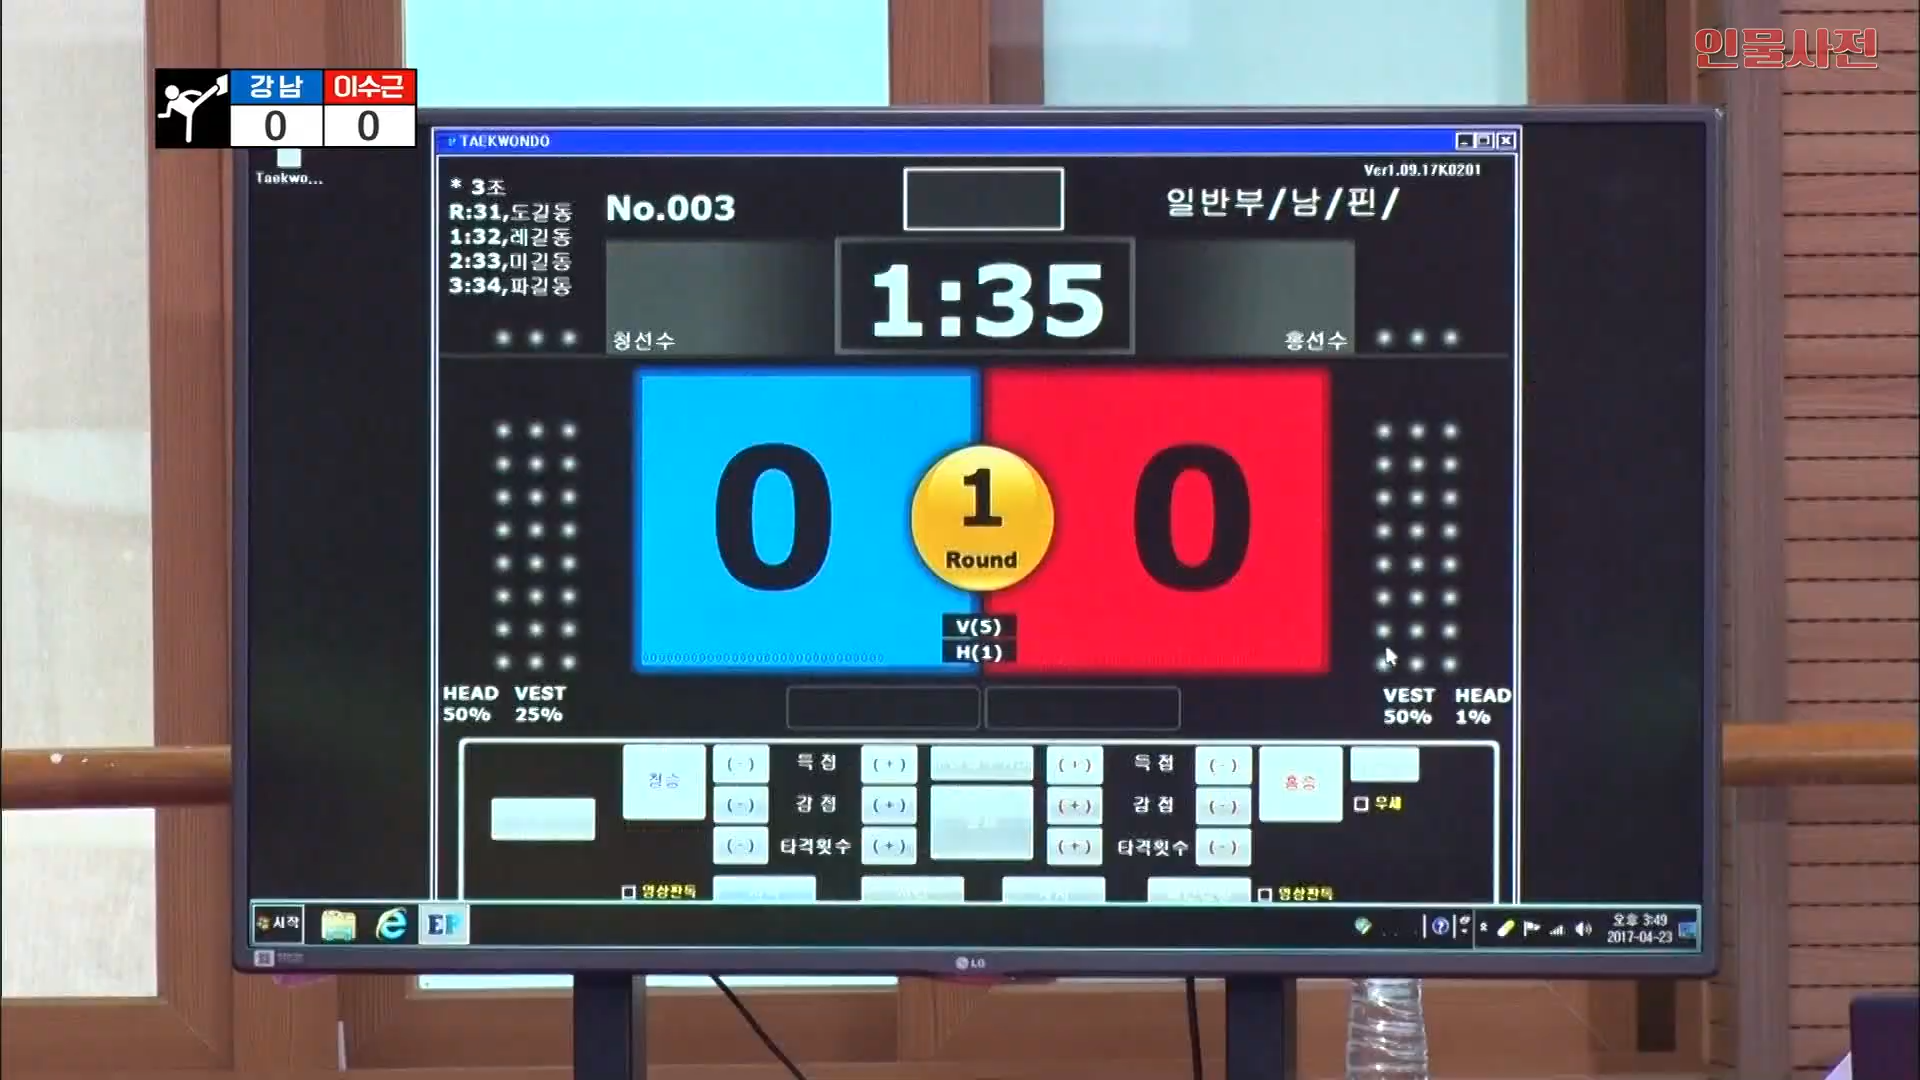 인물사전
강남 이수근
0 0
TAEKWONDO
Taekwo...
Ver1.09.17K0201
* 3조
R:31,도길동
1:32,레길동
2:33,미길동
3:34,파길동
No.003
일반부/남/핀/
1:35
청선수
홍선수
0
1
Round
0
V(5)
H(1)
HEAD VEST
50% 25%
VEST HEAD
50% 1%
청승
(-) 득점 (+)
(-) 감점 (+)
(-) 타격횟수 (+)
(+) 득점 (-)
(+) 감점 (-)
(+) 타격횟수 (-)
홍승
우세
영상판독
영상판독
시작
오후 3:49
2017-04-23
LG